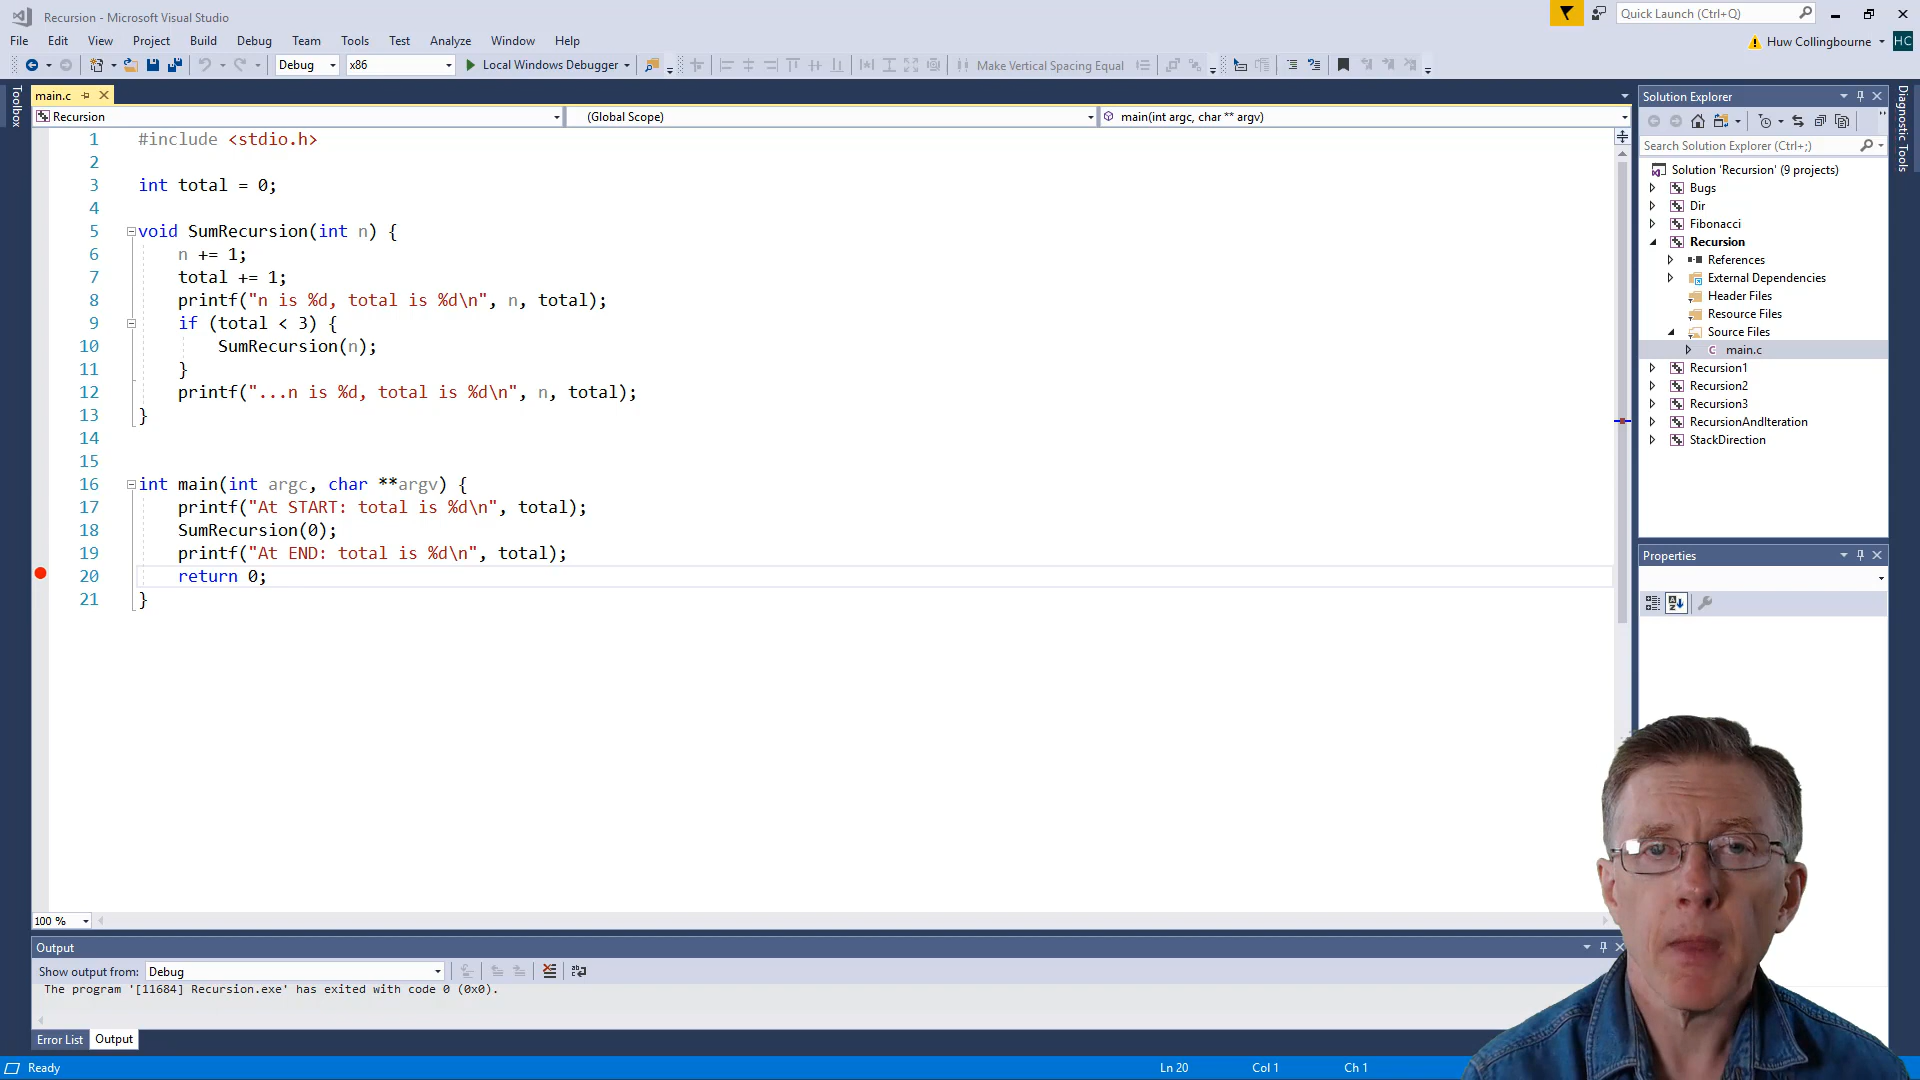 Recursion - Microsoft Visual Studio
Quick Launch (Ctrl+Q)
File Edit View Project Build Debug Team Tools Test Analyze Window Help
Huw Collingbourne HC
Debug x86 Local Windows Debugger Make Vertical Spacing Equal
Toolbox
main.c
Recursion (Global Scope) main(int argc, char ** argv)
1 #include <stdio.h>
2
3 int total = 0;
4
5 void SumRecursion(int n) {
6 n += 1;
7 total += 1;
8 printf("n is %d, total is %d\n", n, total);
9 if (total < 3) {
10 SumRecursion(n);
11 }
12 printf("...n is %d, total is %d\n", n, total);
13 }
14
15
16 int main(int argc, char **argv) {
17 printf("At START: total is %d\n", total);
18 SumRecursion(0);
19 printf("At END: total is %d\n", total);
20 return 0;
21 }
100 %
Output
Show output from: Debug
The program '[11684] Recursion.exe' has exited with code 0 (0x0).
Error List Output
Ready Ln 20 Col 1 Ch 1
Solution Explorer
Search Solution Explorer (Ctrl+;)
Solution 'Recursion' (9 projects)
Bugs
Dir
Fibonacci
Recursion
References
External Dependencies
Header Files
Resource Files
Source Files
main.c
Recursion1
Recursion2
Recursion3
RecursionAndIteration
StackDirection
Properties
Diagnostic Tools